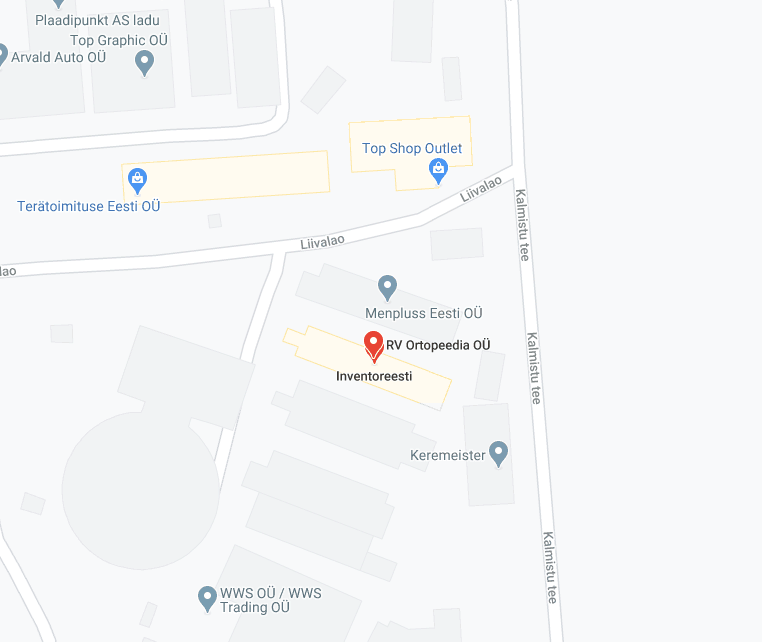 Plaadipunkt AS ladu
Top Graphic OÜ
Arvald Auto OÜ
Top Shop Outlet
Terätoimituse Eesti OÜ
Liivalao
Kalmistu tee
Liivalao
lao
Menpluss Eesti OÜ
RV Ortopeedia OÜ
Inventoreesti
Kalmistu tee
Keremeister
Kalmistu tee
WWS OÜ / WWS
Trading OÜ